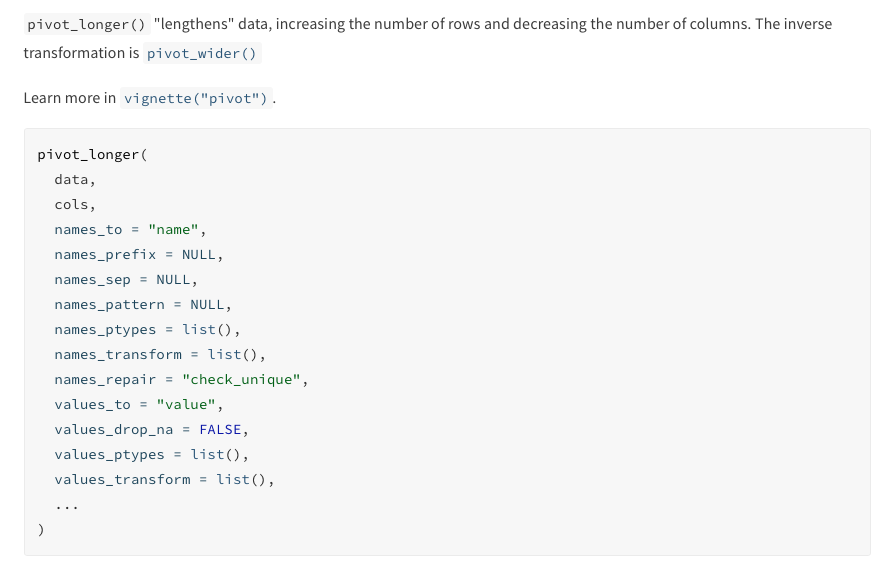 pivot_longer() "lengthens" data, increasing the number of rows and decreasing the number of columns. The inverse
transformation is pivot_wider()
Learn more in vignette("pivot").
pivot_longer(
  data,
  cols,
  names_to = "name",
  names_prefix = NULL,
  names_sep = NULL,
  names_pattern = NULL,
  names_ptypes = list(),
  names_transform = list(),
  names_repair = "check_unique",
  values_to = "value",
  values_drop_na = FALSE,
  values_ptypes = list(),
  values_transform = list(),
  ...
)